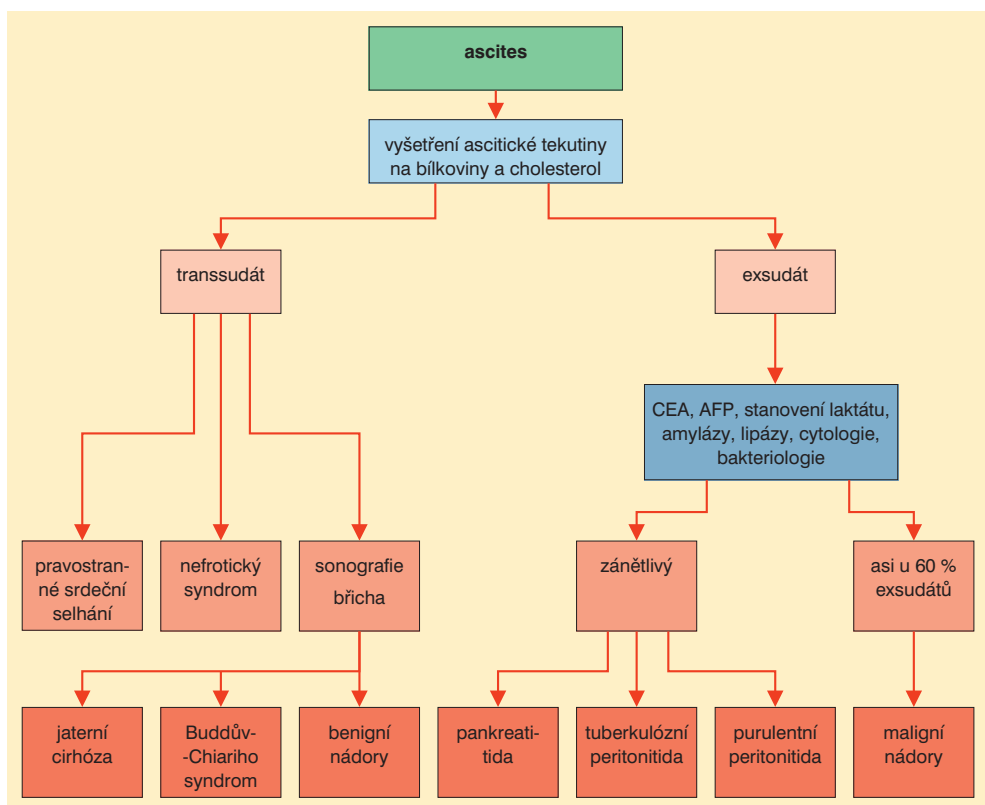 ascites
vyšetření ascitické tekutiny
na bílkoviny a cholesterol
transsudát
exsudát
CEA, AFP, stanovení laktátu,
amylázy, lipázy, cytologie,
bakteriologie
pravostran-
né srdeční
selhání
nefrotický
syndrom
sonografie
břicha
zánětlivý
asi u 60 %
exsudátů
jaterní
cirhóza
Buddův-
-Chiariho
syndrom
benigní
nádory
pankreati-
tida
tuberkulózní
peritonitida
purulentní
peritonitida
maligní
nádory